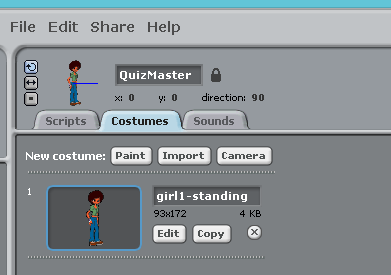 File Edit Share Help
QuizMaster
x: 0 y: 0 direction: 90
Scripts Costumes Sounds
New costume: Paint Import Camera
1
girl1-standing
93x172 4 KB
Edit Copy